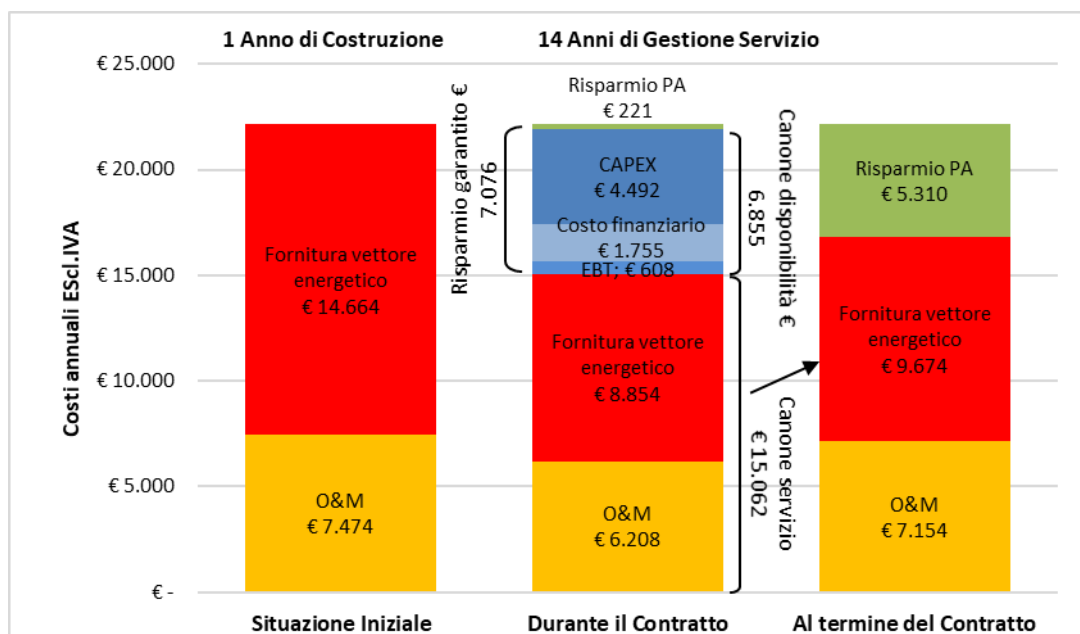 1 Anno di Costruzione
14 Anni di Gestione Servizio
Costi annuali EScl.IVA
€ 25.000
€ 20.000
€ 15.000
€ 10.000
€ 5.000
€ -
Fornitura vettore
energetico
€ 14.664
O&M
€ 7.474
Risparmio garantito €
7.076
Risparmio PA
€ 221
CAPEX
€ 4.492
Costo finanziario
€ 1.755
EBT; € 608
Fornitura vettore
energetico
€ 8.854
O&M
€ 6.208
Canone disponibilità €
6.855
Canone servizio
€ 15.062
Risparmio PA
€ 5.310
Fornitura vettore
energetico
€ 9.674
O&M
€ 7.154
Situazione Iniziale
Durante il Contratto
Al termine del Contratto